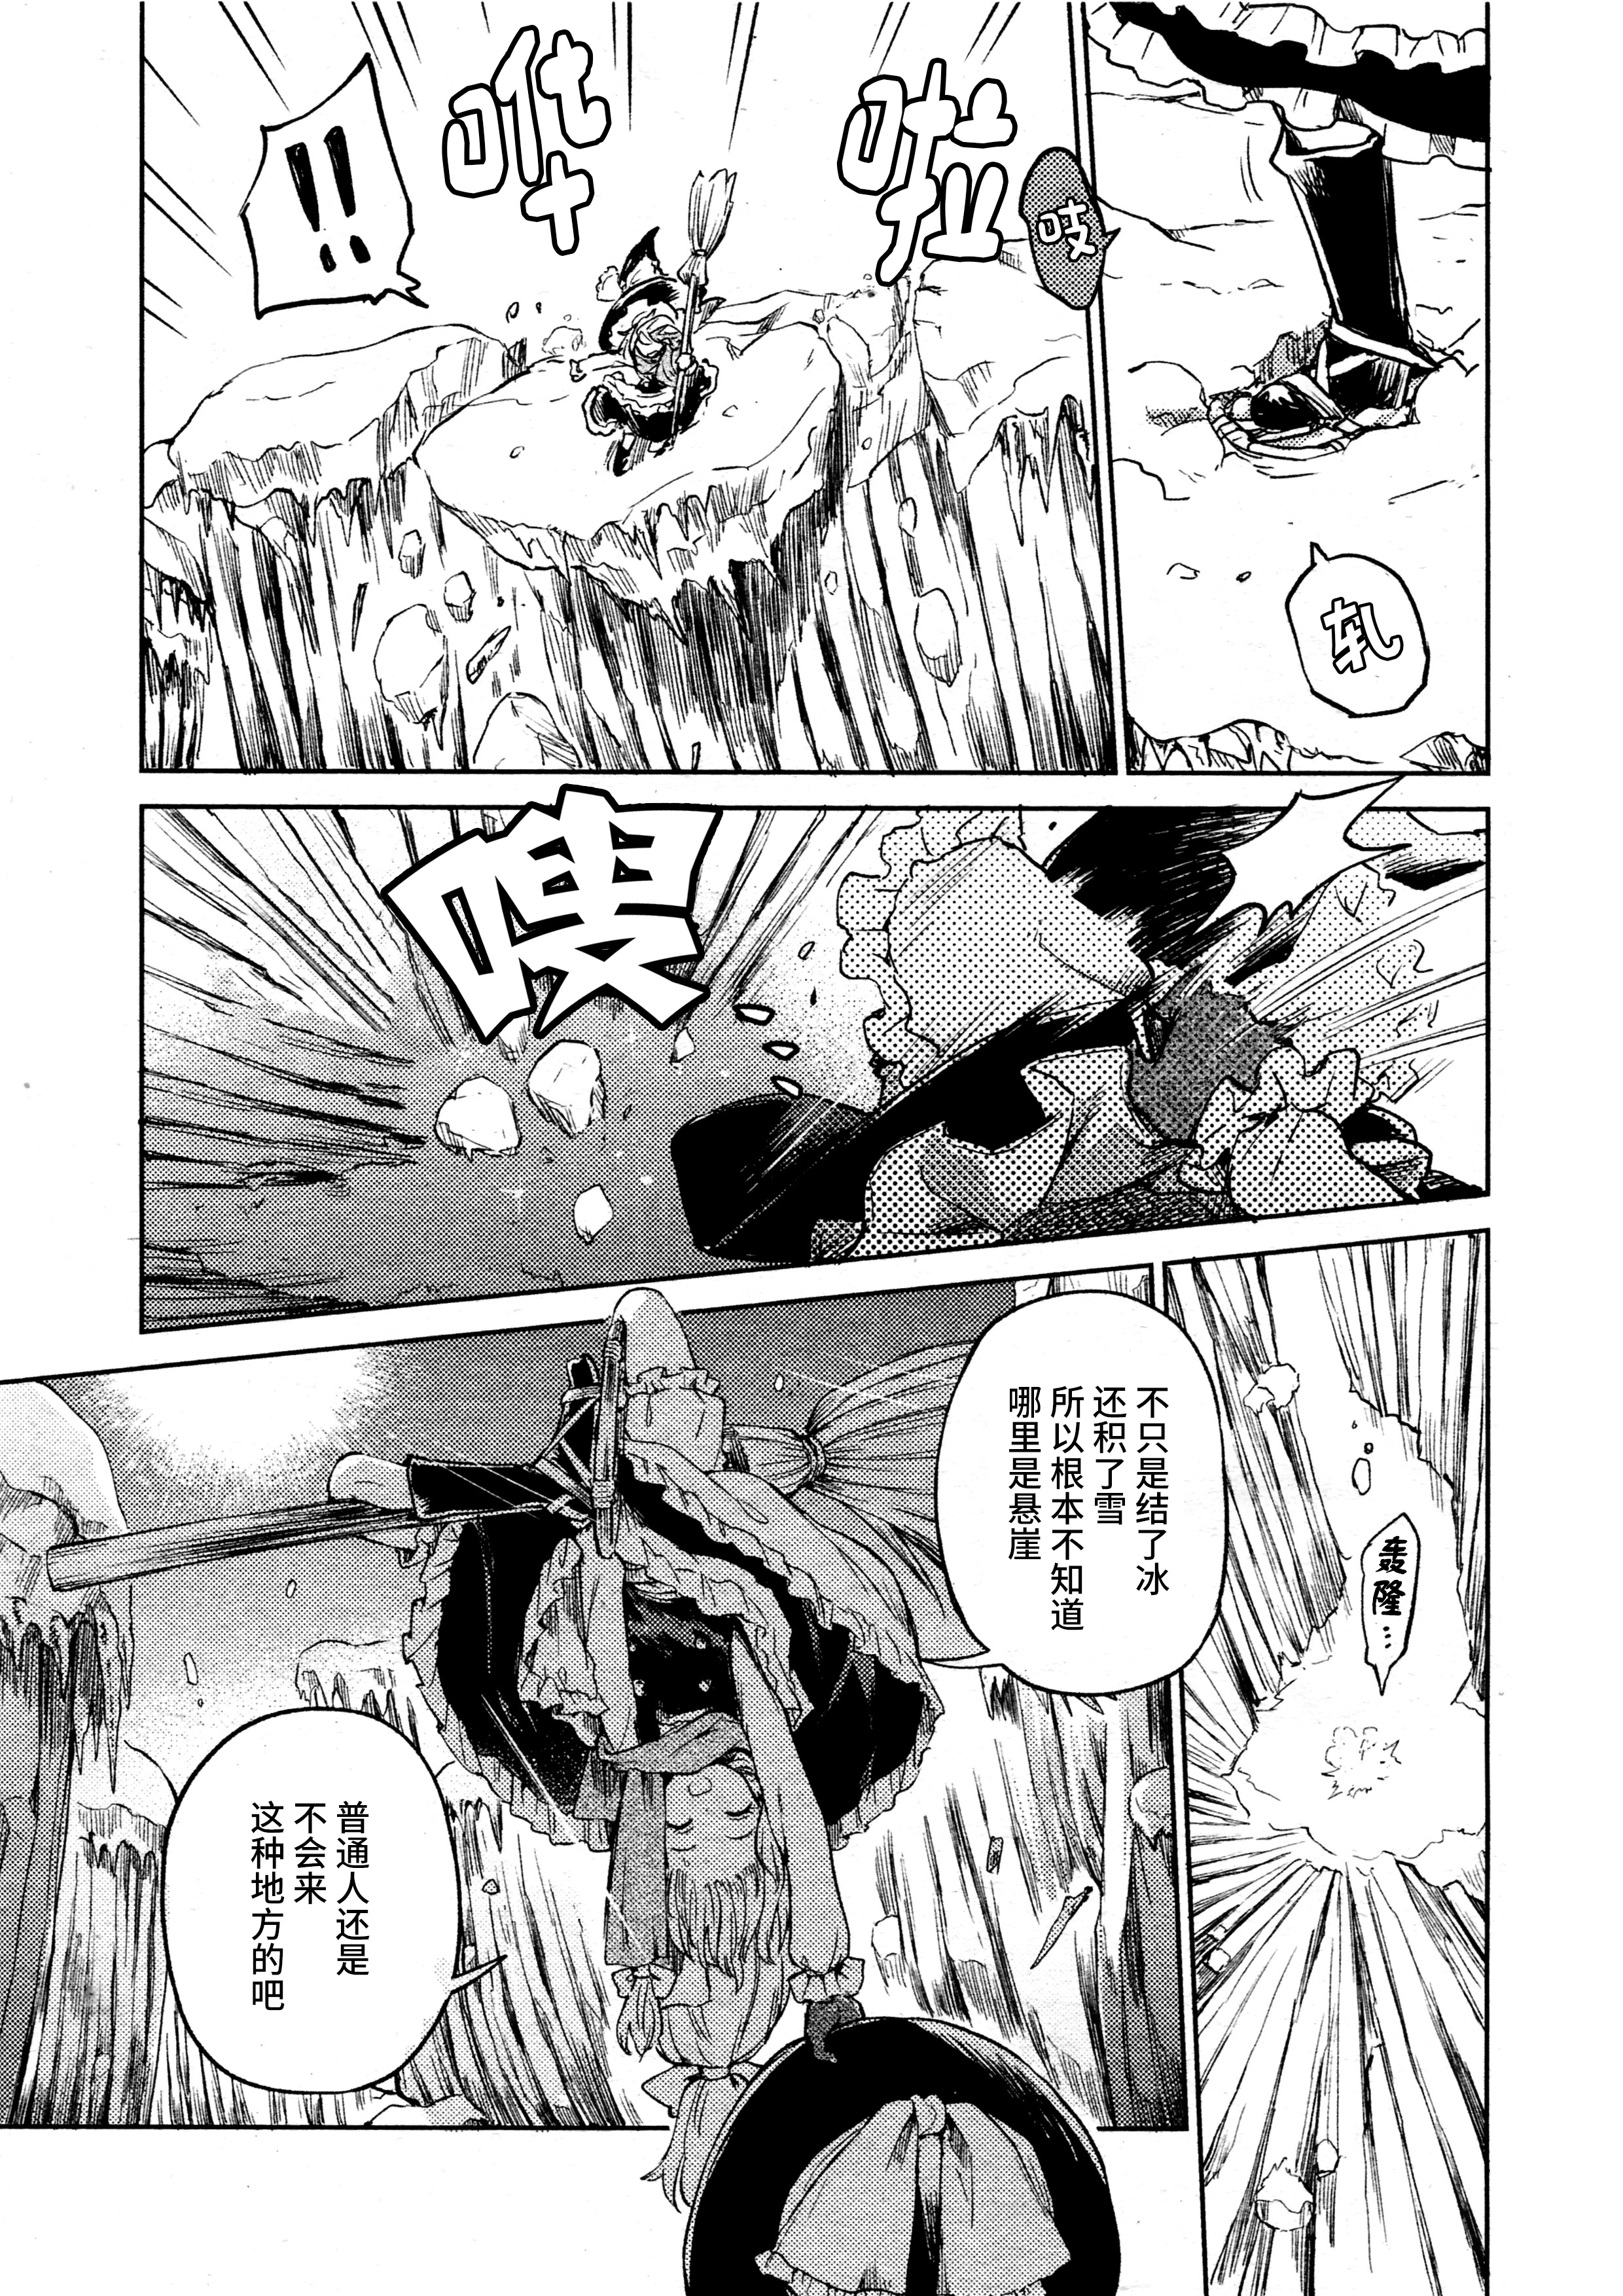 轧
吱
啦
咔
!!
嗖
轰隆…
不只是结了冰
还积了雪
所以根本不知道
哪里是悬崖
普通人还是
不会来
这种地方的吧